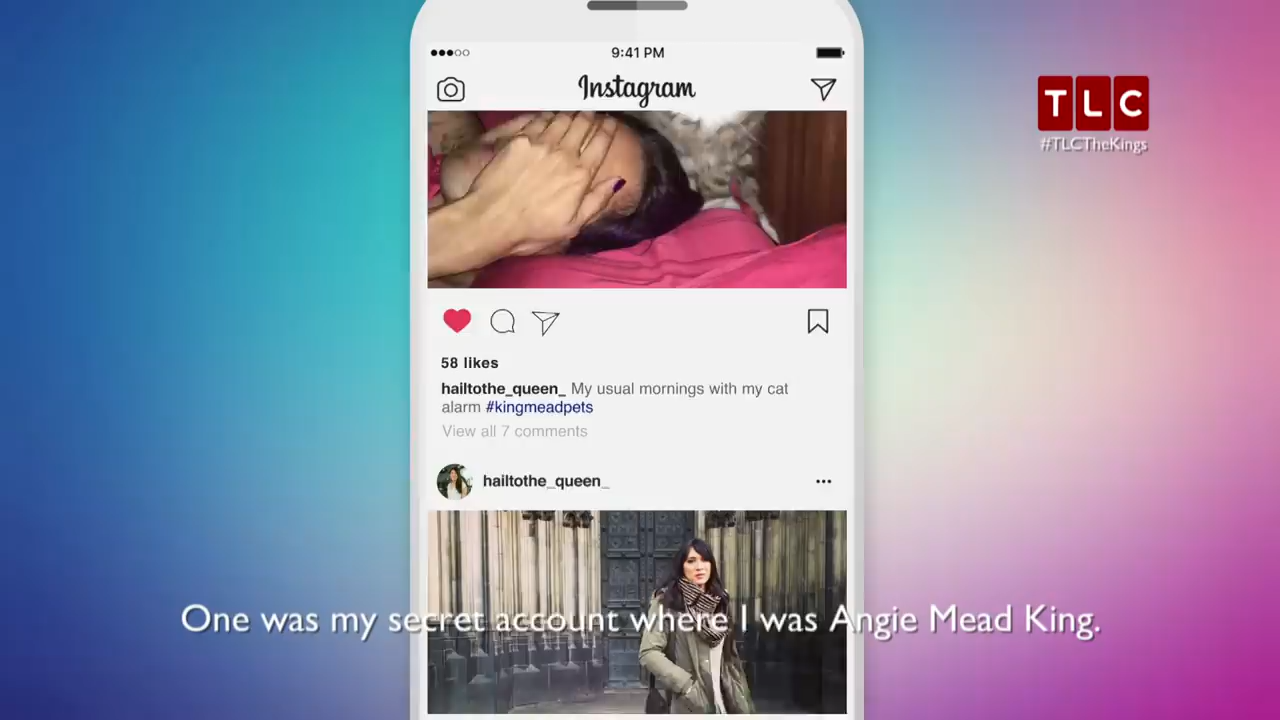 9:41 PM
Instagram
TLC
#TLCTheKings
58 likes
hailtothe_queen_ My usual mornings with my cat
alarm #kingmeadpets
View all 7 comments
hailtothe_queen_
One was my secret account where I was Angie Mead King.